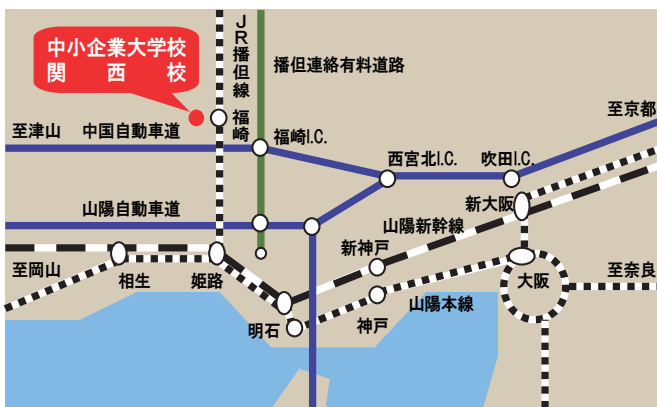 中小企業大学校
関西校
JR播但線
福崎
播但連絡有料道路
至京都
至津山
中国自動車道
福崎I.C.
西宮北I.C.
吹田I.C.
山陽自動車道
新大阪
山陽新幹線
新神戸
至岡山
相生
姫路
大阪
至奈良
明石
神戸
山陽本線